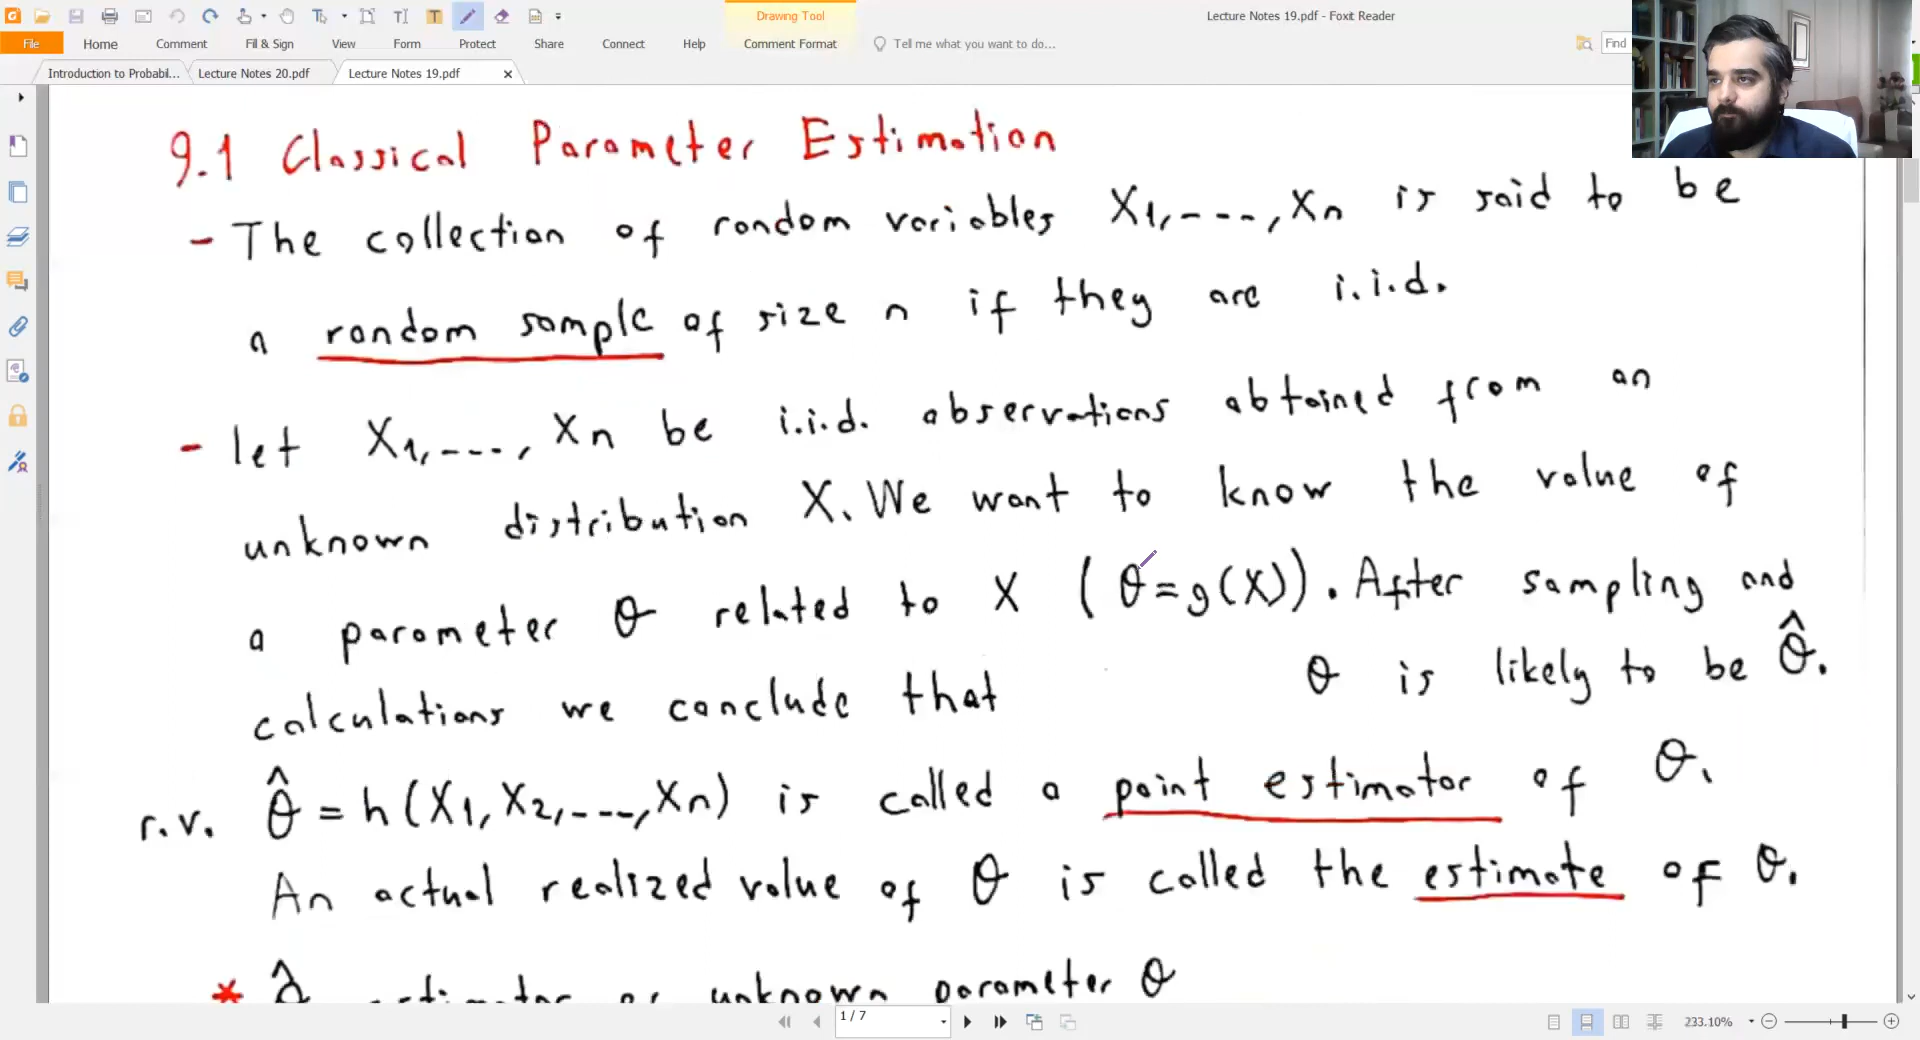 Drawing Tool
Lecture Notes 19.pdf - Foxit Reader
File Home Comment Fill & Sign View Form Protect Share Connect Help Comment Format Tell me what you want to do... Find
Introduction to Probabil... Lecture Notes 20.pdf Lecture Notes 19.pdf
9.1 Classical Parameter Estimation
- The collection of random variables X1, ----, Xn is said to be
a random sample of size n if they are i.i.d.
- let X1, ----, Xn be i.i.d. observations obtained from an
unknown distribution X. We want to know the value of
a parameter θ related to X (θ=g(X)). After sampling and
calculations we conclude that θ is likely to be θ̂.
r.v. θ̂ = h(X1, X2, ----, Xn) is called a point estimator of θ.
An actual realized value of θ is called the estimate of θ.
* unknown parameter θ
1 / 7
233.10%